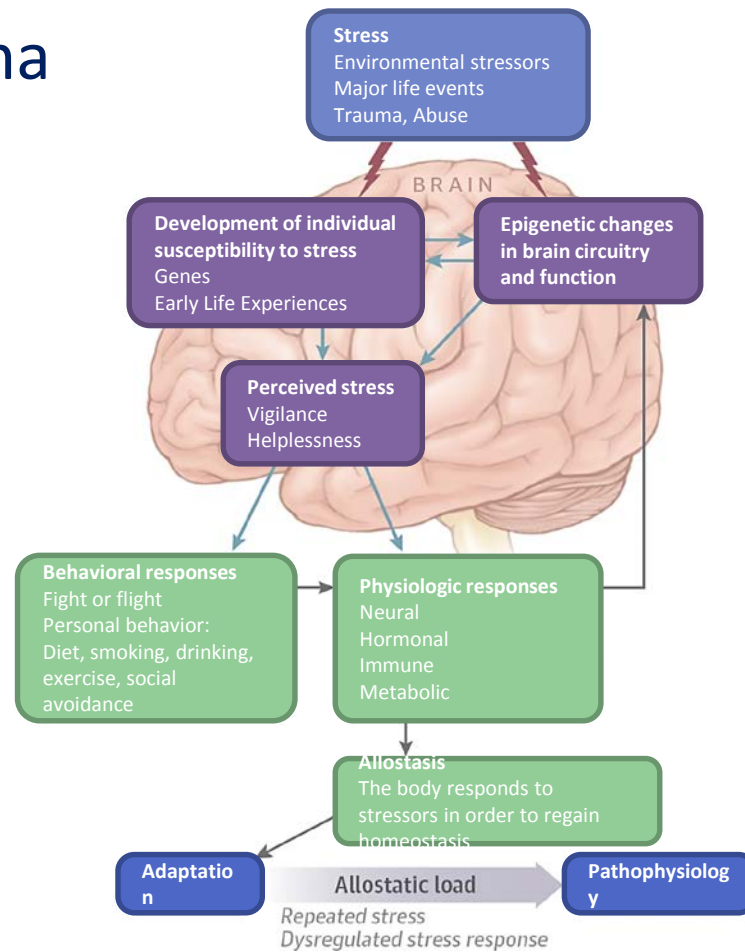 na
Stress
Environmental stressors
Major life events
Trauma, Abuse
BRAIN
Development of individual
susceptibility to stress
Genes
Early Life Experiences
Epigenetic changes
in brain circuitry
and function
Perceived stress
Vigilance
Helplessness
Behavioral responses
Fight or flight
Personal behavior:
Diet, smoking, drinking,
exercise, social
avoidance
Physiologic responses
Neural
Hormonal
Immune
Metabolic
Allostasis
The body responds to
stressors in order to regain
homeostasis
Adaptatio
n
Allostatic load
Pathophysiolog
y
Repeated stress
Dysregulated stress response